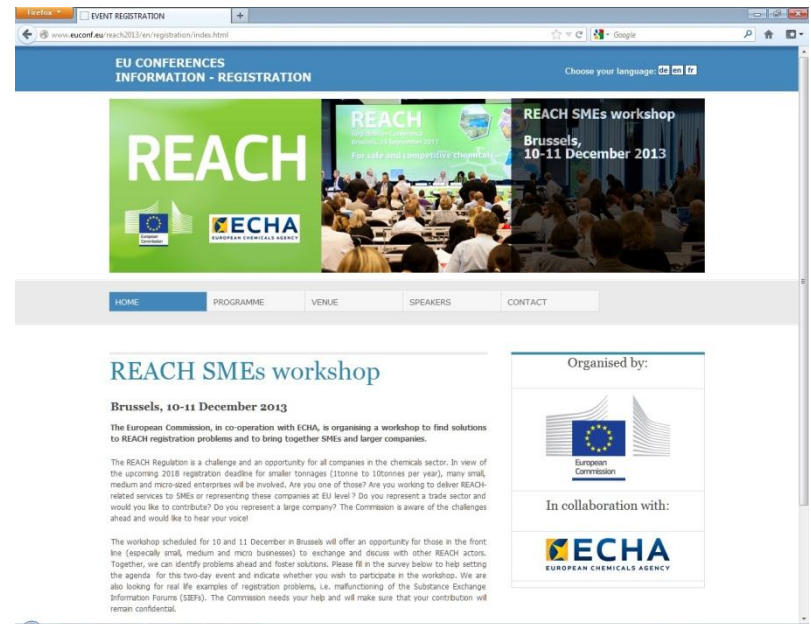 Firefox
EVENT REGISTRATION
www.euconf.eu/reach2013/en/registration/index.html
Google
EU CONFERENCES
INFORMATION - REGISTRATION
Choose your language: de en fr
REACH
European Commission
ECHA
EUROPEAN CHEMICALS AGENCY
REACH
For safe and competitive chemicals
REACH SMEs workshop
Brussels,
10-11 December 2013
HOME
PROGRAMME
VENUE
SPEAKERS
CONTACT
REACH SMEs workshop
Brussels, 10-11 December 2013
The European Commission, in co-operation with ECHA, is organising a workshop to find solutions
to REACH registration problems and to bring together SMEs and larger companies.
The REACH Regulation is a challenge and an opportunity for all companies in the chemicals sector. In view of
the upcoming 2018 registration deadline for smaller tonnages (1tonne to 10tonnes per year), many small,
medium and micro-sized enterprises will be involved. Are you one of those? Are you working to deliver REACH-
related services to SMEs or representing these companies at EU level ? Do you represent a trade sector and
would you like to contribute? Do you represent a large company? The Commission is aware of the challenges
ahead and would like to hear your voice!
The workshop scheduled for 10 and 11 December in Brussels will offer an opportunity for those in the front
line (especially small, medium and micro businesses) to exchange and discuss with other REACH actors.
Together, we can identify problems ahead and foster solutions. Please fill in the survey below to help setting
the agenda for this two-day event and indicate whether you wish to participate in the workshop. We are
also looking for real life examples of registration problems, i.e. malfunctioning of the Substance Exchange
Information Forums (SIEFs). The Commission needs your help and will make sure that your contribution will
remain confidential.
Organised by:
European
Commission
In collaboration with:
ECHA
EUROPEAN CHEMICALS AGENCY